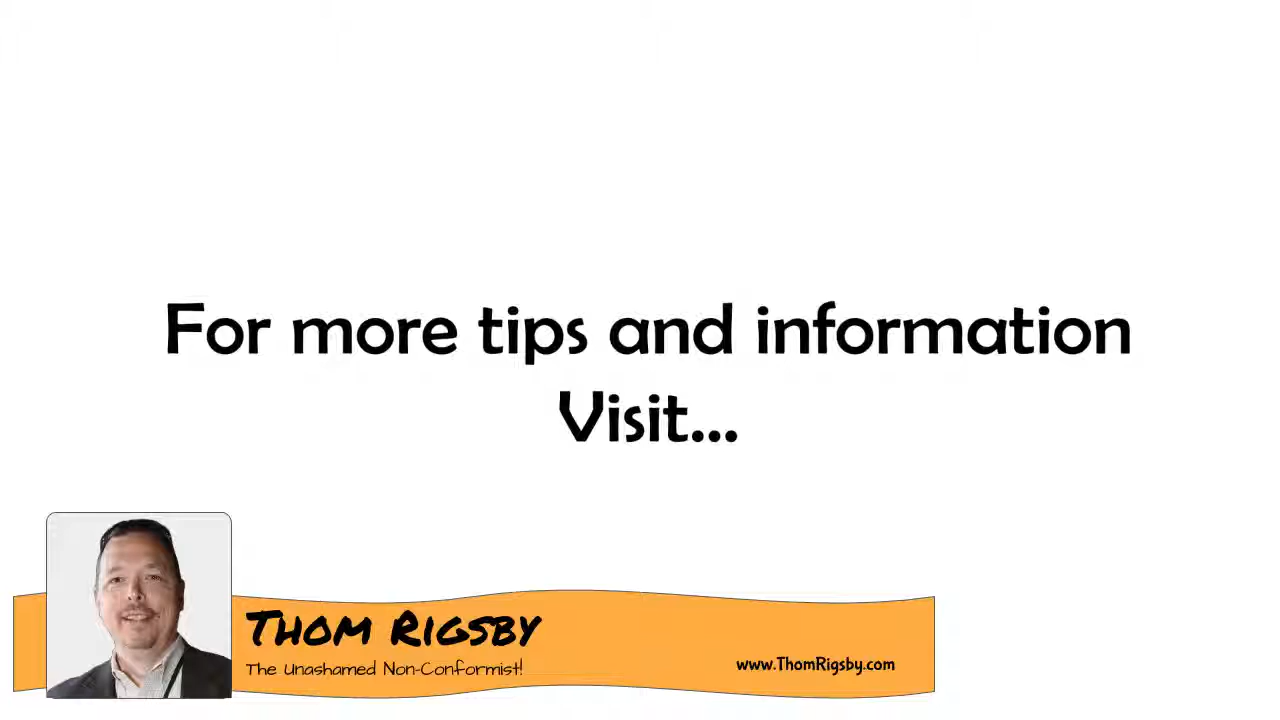 For more tips and information
Visit...
Thom Rigsby
The Unashamed Non-Conformist!
www.ThomRigsby.com